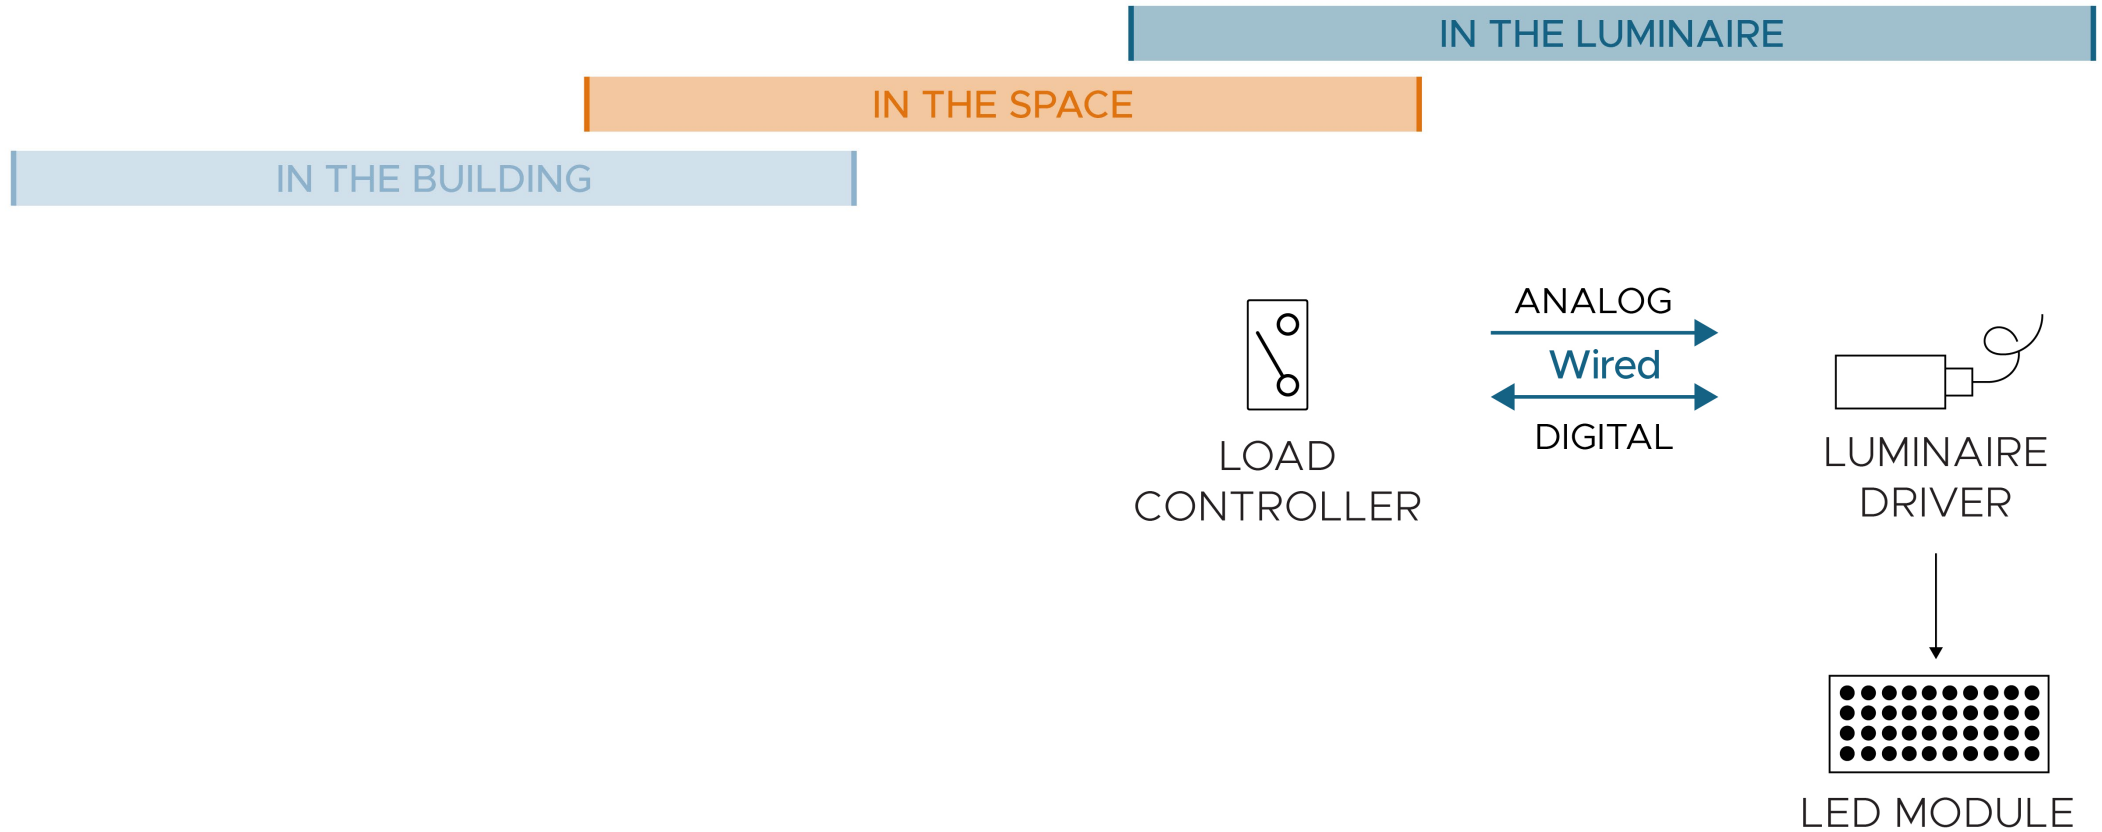 IN THE LUMINAIRE
IN THE SPACE
IN THE BUILDING
ANALOG
Wired
DIGITAL
LOAD
CONTROLLER
LUMINAIRE
DRIVER
LED MODULE